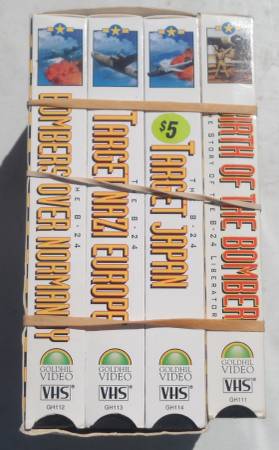 THE B-24
BOMBERS OVER NORMANDY
GOLDHIL
VIDEO
VHS
GH112
THE B-24
TARGET NAZI EUROPE
GOLDHIL
VIDEO
VHS
GH113
$5
THE B-24
TARGET JAPAN
GOLDHIL
VIDEO
VHS
GH114
BIRTH OF THE BOMBER
THE STORY OF THE B-24 LIBERATOR
GOLDHIL
VIDEO
VHS
GH111